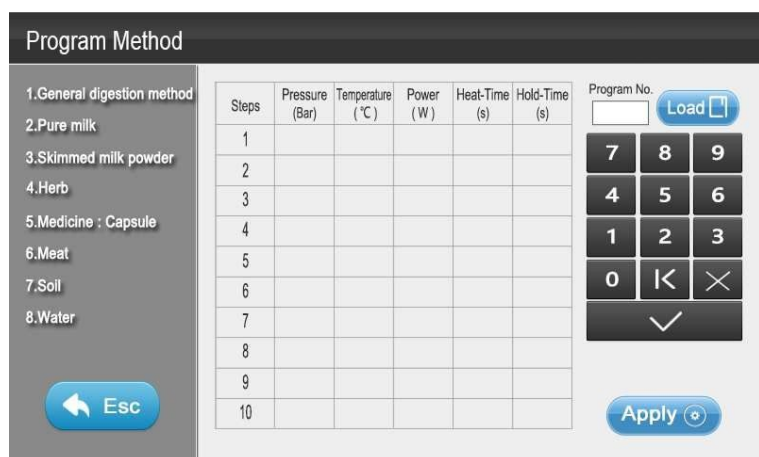 Program Method
1.General digestion method
2.Pure milk
3.Skimmed milk powder
4.Herb
5.Medicine : Capsule
6.Meat
7.Soil
8.Water
Esc
Steps Pressure (Bar) Temperature (℃) Power (W) Heat-Time (s) Hold-Time (s)
1
2
3
4
5
6
7
8
9
10
Program No.
Load
7 8 9
4 5 6
1 2 3
0
Apply